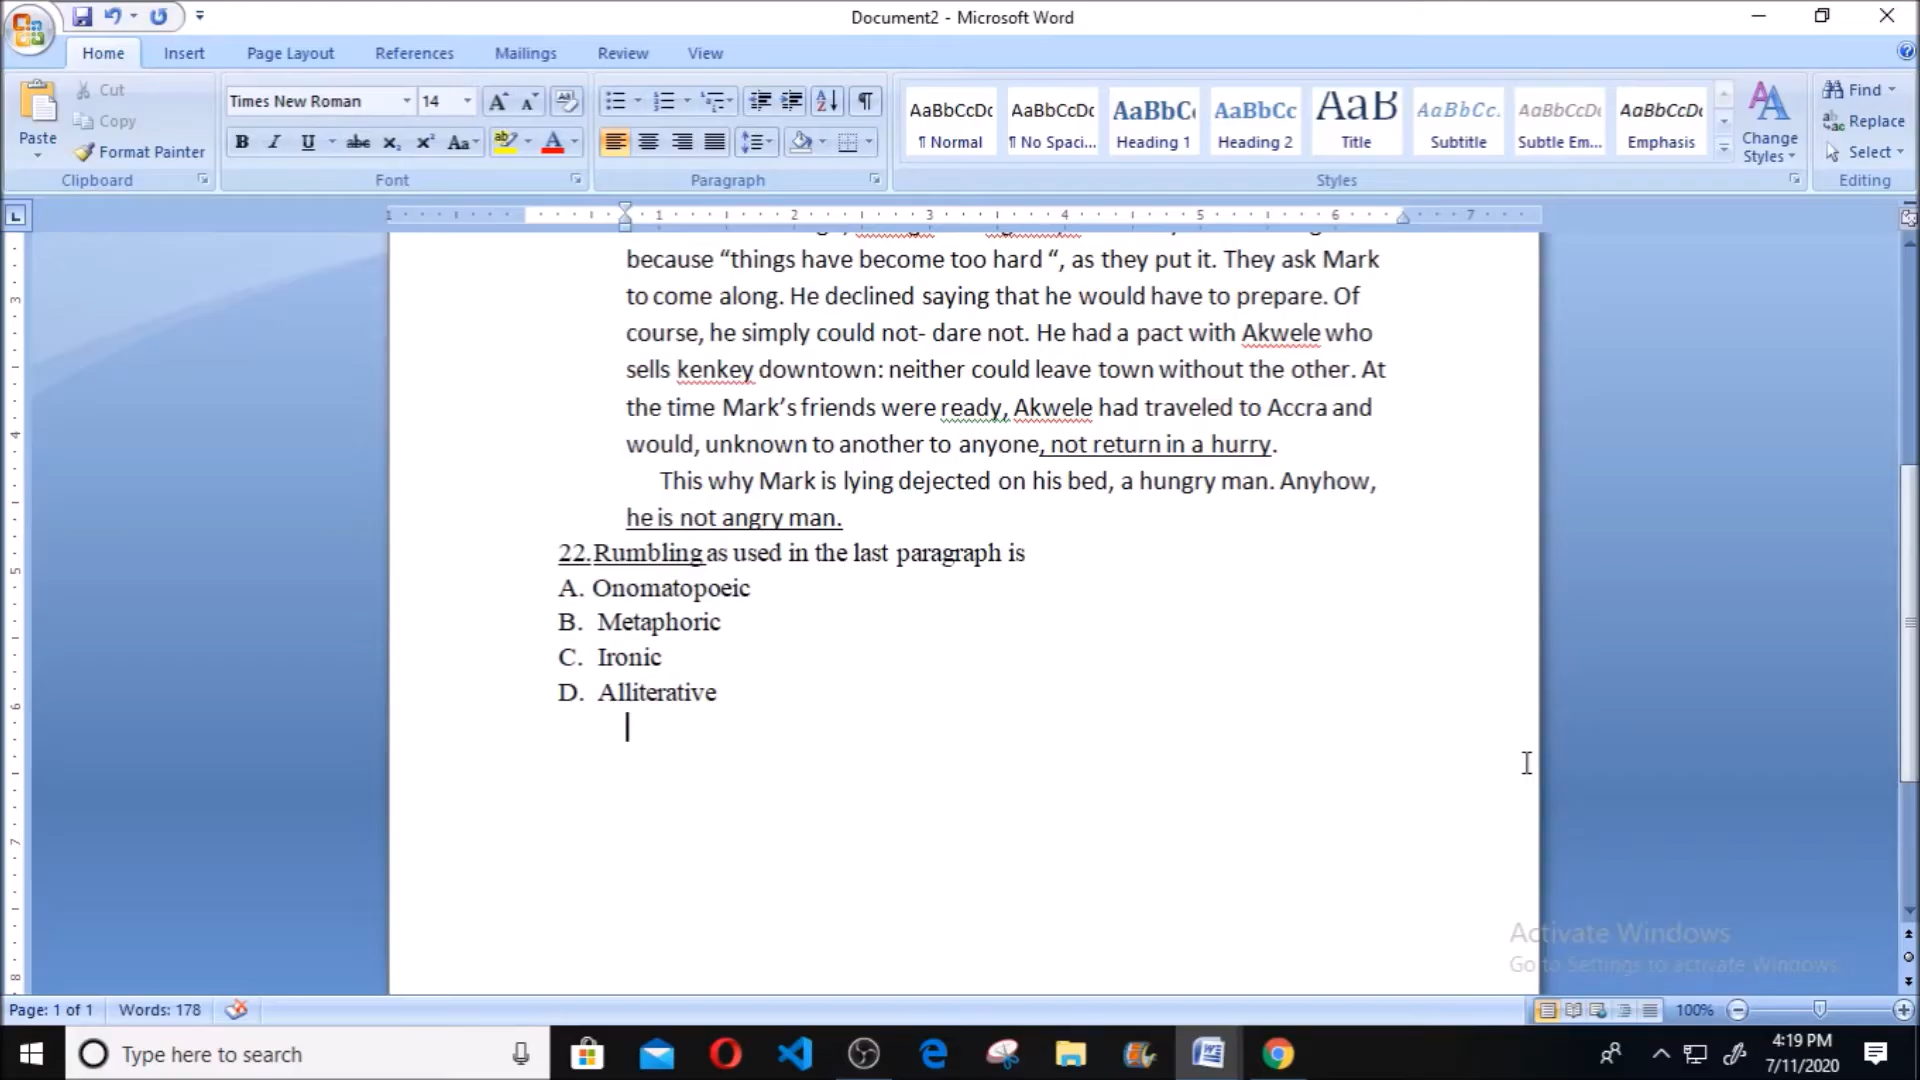 Document2 - Microsoft Word
Home Insert Page Layout References Mailings Review View
Paste
Cut
Copy
Format Painter
Clipboard
Times New Roman 14
Font
Paragraph
AaBbCcDc AaBbCcDc AaBbC AaBbCc AaB AaBbCc. AaBbCcDc AaBbCcDc
¶ Normal ¶ No Spaci... Heading 1 Heading 2 Title Subtitle Subtle Em... Emphasis
Styles
Change Styles
Find
Replace
Select
Editing
because “things have become too hard “, as they put it. They ask Mark
to come along. He declined saying that he would have to prepare. Of
course, he simply could not- dare not. He had a pact with Akwele who
sells kenkey downtown: neither could leave town without the other. At
the time Mark’s friends were ready, Akwele had traveled to Accra and
would, unknown to another to anyone, not return in a hurry.
This why Mark is lying dejected on his bed, a hungry man. Anyhow,
he is not angry man.
22. Rumbling as used in the last paragraph is
A. Onomatopoeic
B. Metaphoric
C. Ironic
D. Alliterative
Activate Windows
Go to Settings to activate Windows.
Page: 1 of 1 Words: 178 100%
Type here to search
4:19 PM
7/11/2020